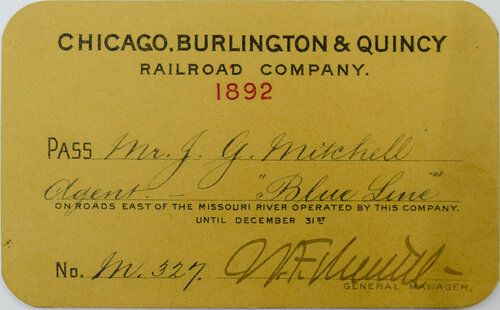 CHICAGO, BURLINGTON & QUINCY
RAILROAD COMPANY.
1892
PASS Mr. J. G. Mitchell
Agent. — "Blue Line"
ON ROADS EAST OF THE MISSOURI RIVER OPERATED BY THIS COMPANY.
UNTIL DECEMBER 31ST
No. M. 327.
GENERAL MANAGER.